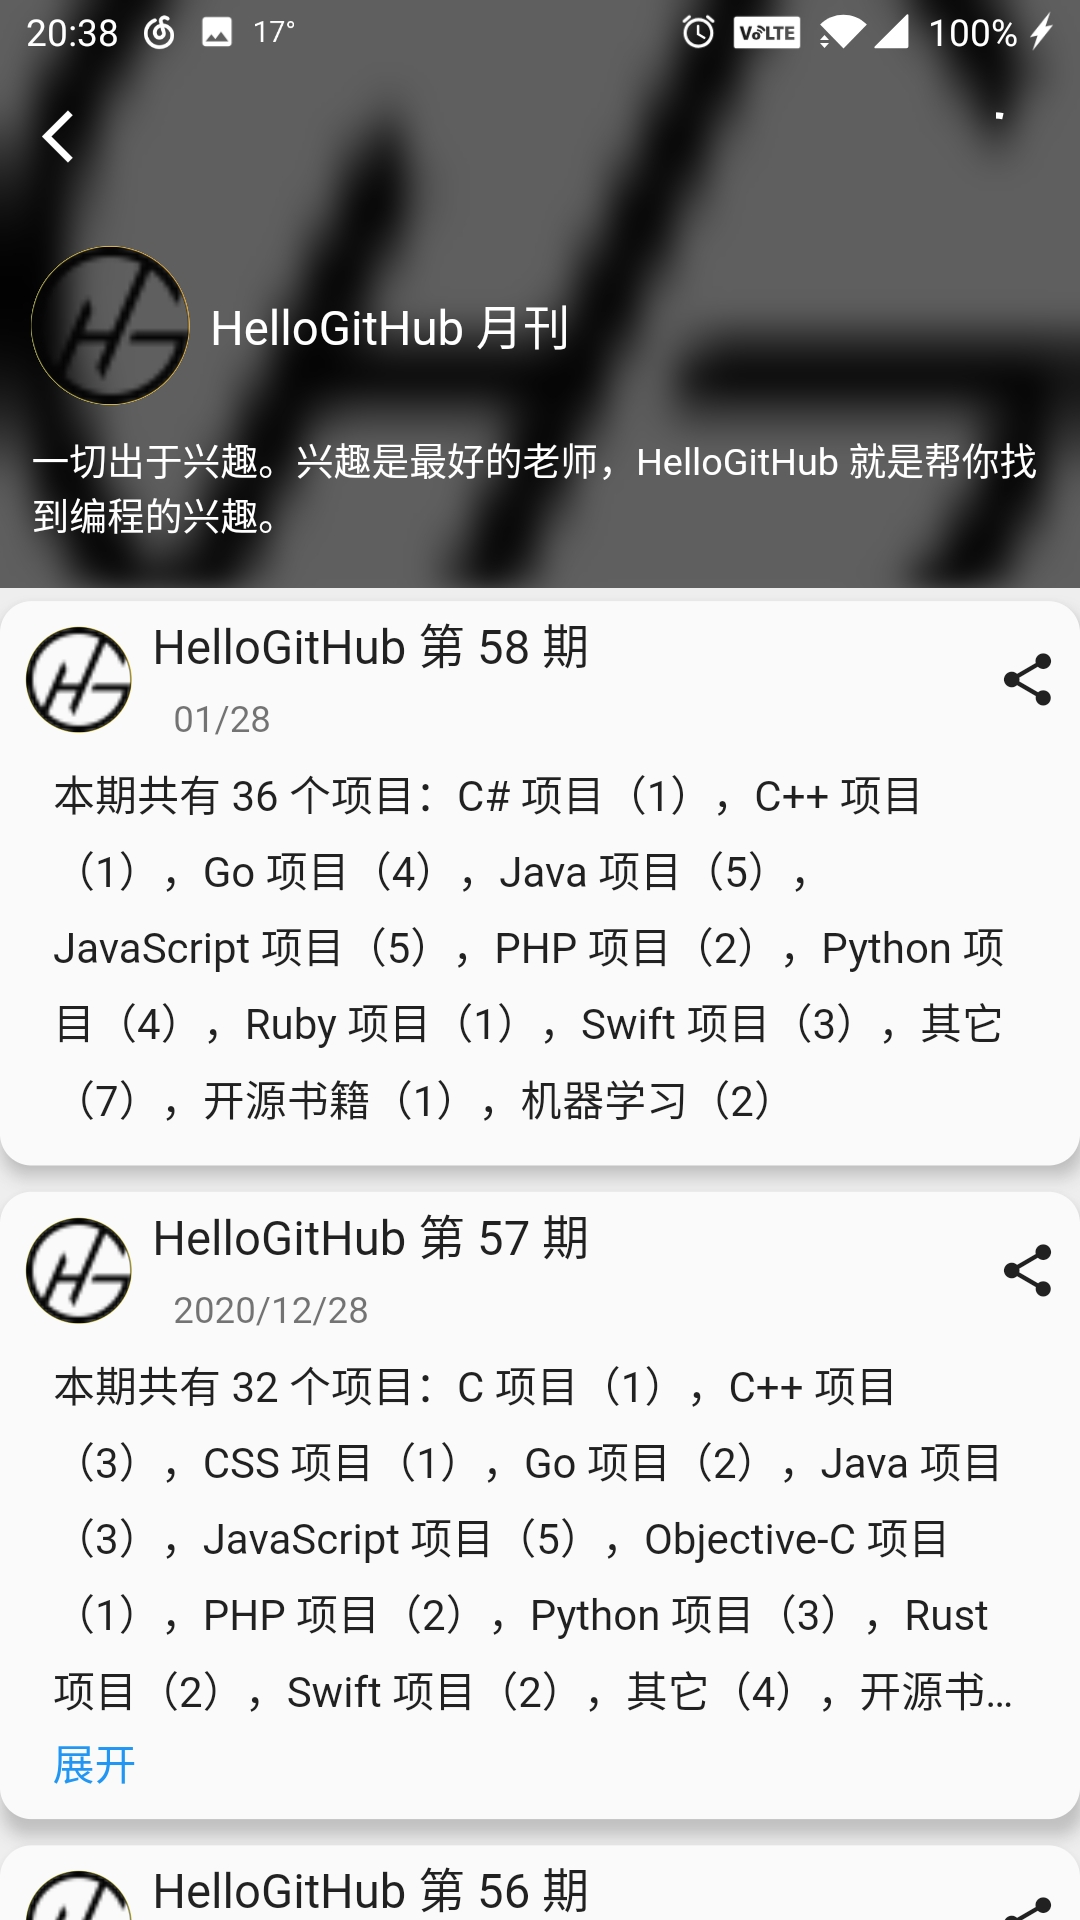 20:38 17° VoLTE 100%
HelloGitHub 月刊
一切出于兴趣。兴趣是最好的老师，HelloGitHub 就是帮你找
到编程的兴趣。
HelloGitHub 第 58 期
01/28
本期共有 36 个项目：C# 项目（1），C++ 项目
（1），Go 项目（4），Java 项目（5），
JavaScript 项目（5），PHP 项目（2），Python 项
目（4），Ruby 项目（1），Swift 项目（3），其它
（7），开源书籍（1），机器学习（2）
HelloGitHub 第 57 期
2020/12/28
本期共有 32 个项目：C 项目（1），C++ 项目
（3），CSS 项目（1），Go 项目（2），Java 项目
（3），JavaScript 项目（5），Objective-C 项目
（1），PHP 项目（2），Python 项目（3），Rust
项目（2），Swift 项目（2），其它（4），开源书...
展开
HelloGitHub 第 56 期